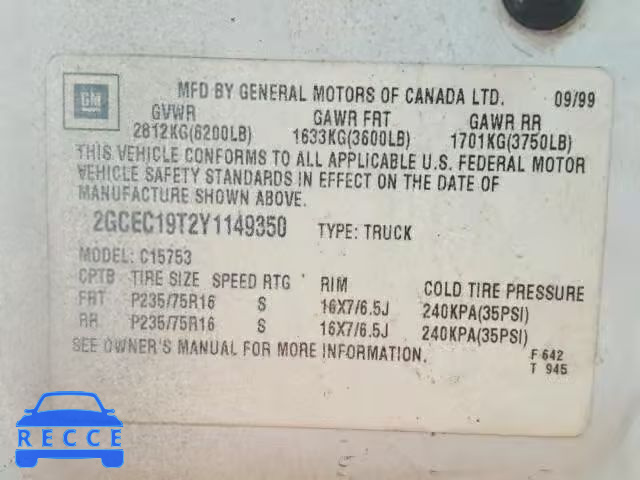 GM
MFD BY GENERAL MOTORS OF CANADA LTD. 09/99
GVWR GAWR FRT GAWR RR
2812KG(6200LB) 1633KG(3600LB) 1701KG(3750LB)
THIS VEHICLE CONFORMS TO ALL APPLICABLE U.S. FEDERAL MOTOR
VEHICLE SAFETY STANDARDS IN EFFECT ON THE DATE OF
MANUFACTURE SHOWN ABOVE.
2GCEC19T2Y1149350 TYPE: TRUCK
MODEL: C15753
CPTB TIRE SIZE SPEED RTG RIM COLD TIRE PRESSURE
FRT P235/75R16 S 16X7/6.5J 240KPA(35PSI)
RR P235/75R16 S 16X7/6.5J 240KPA(35PSI)
SEE OWNER'S MANUAL FOR MORE INFORMATION.
F 642
T 945
RECCE